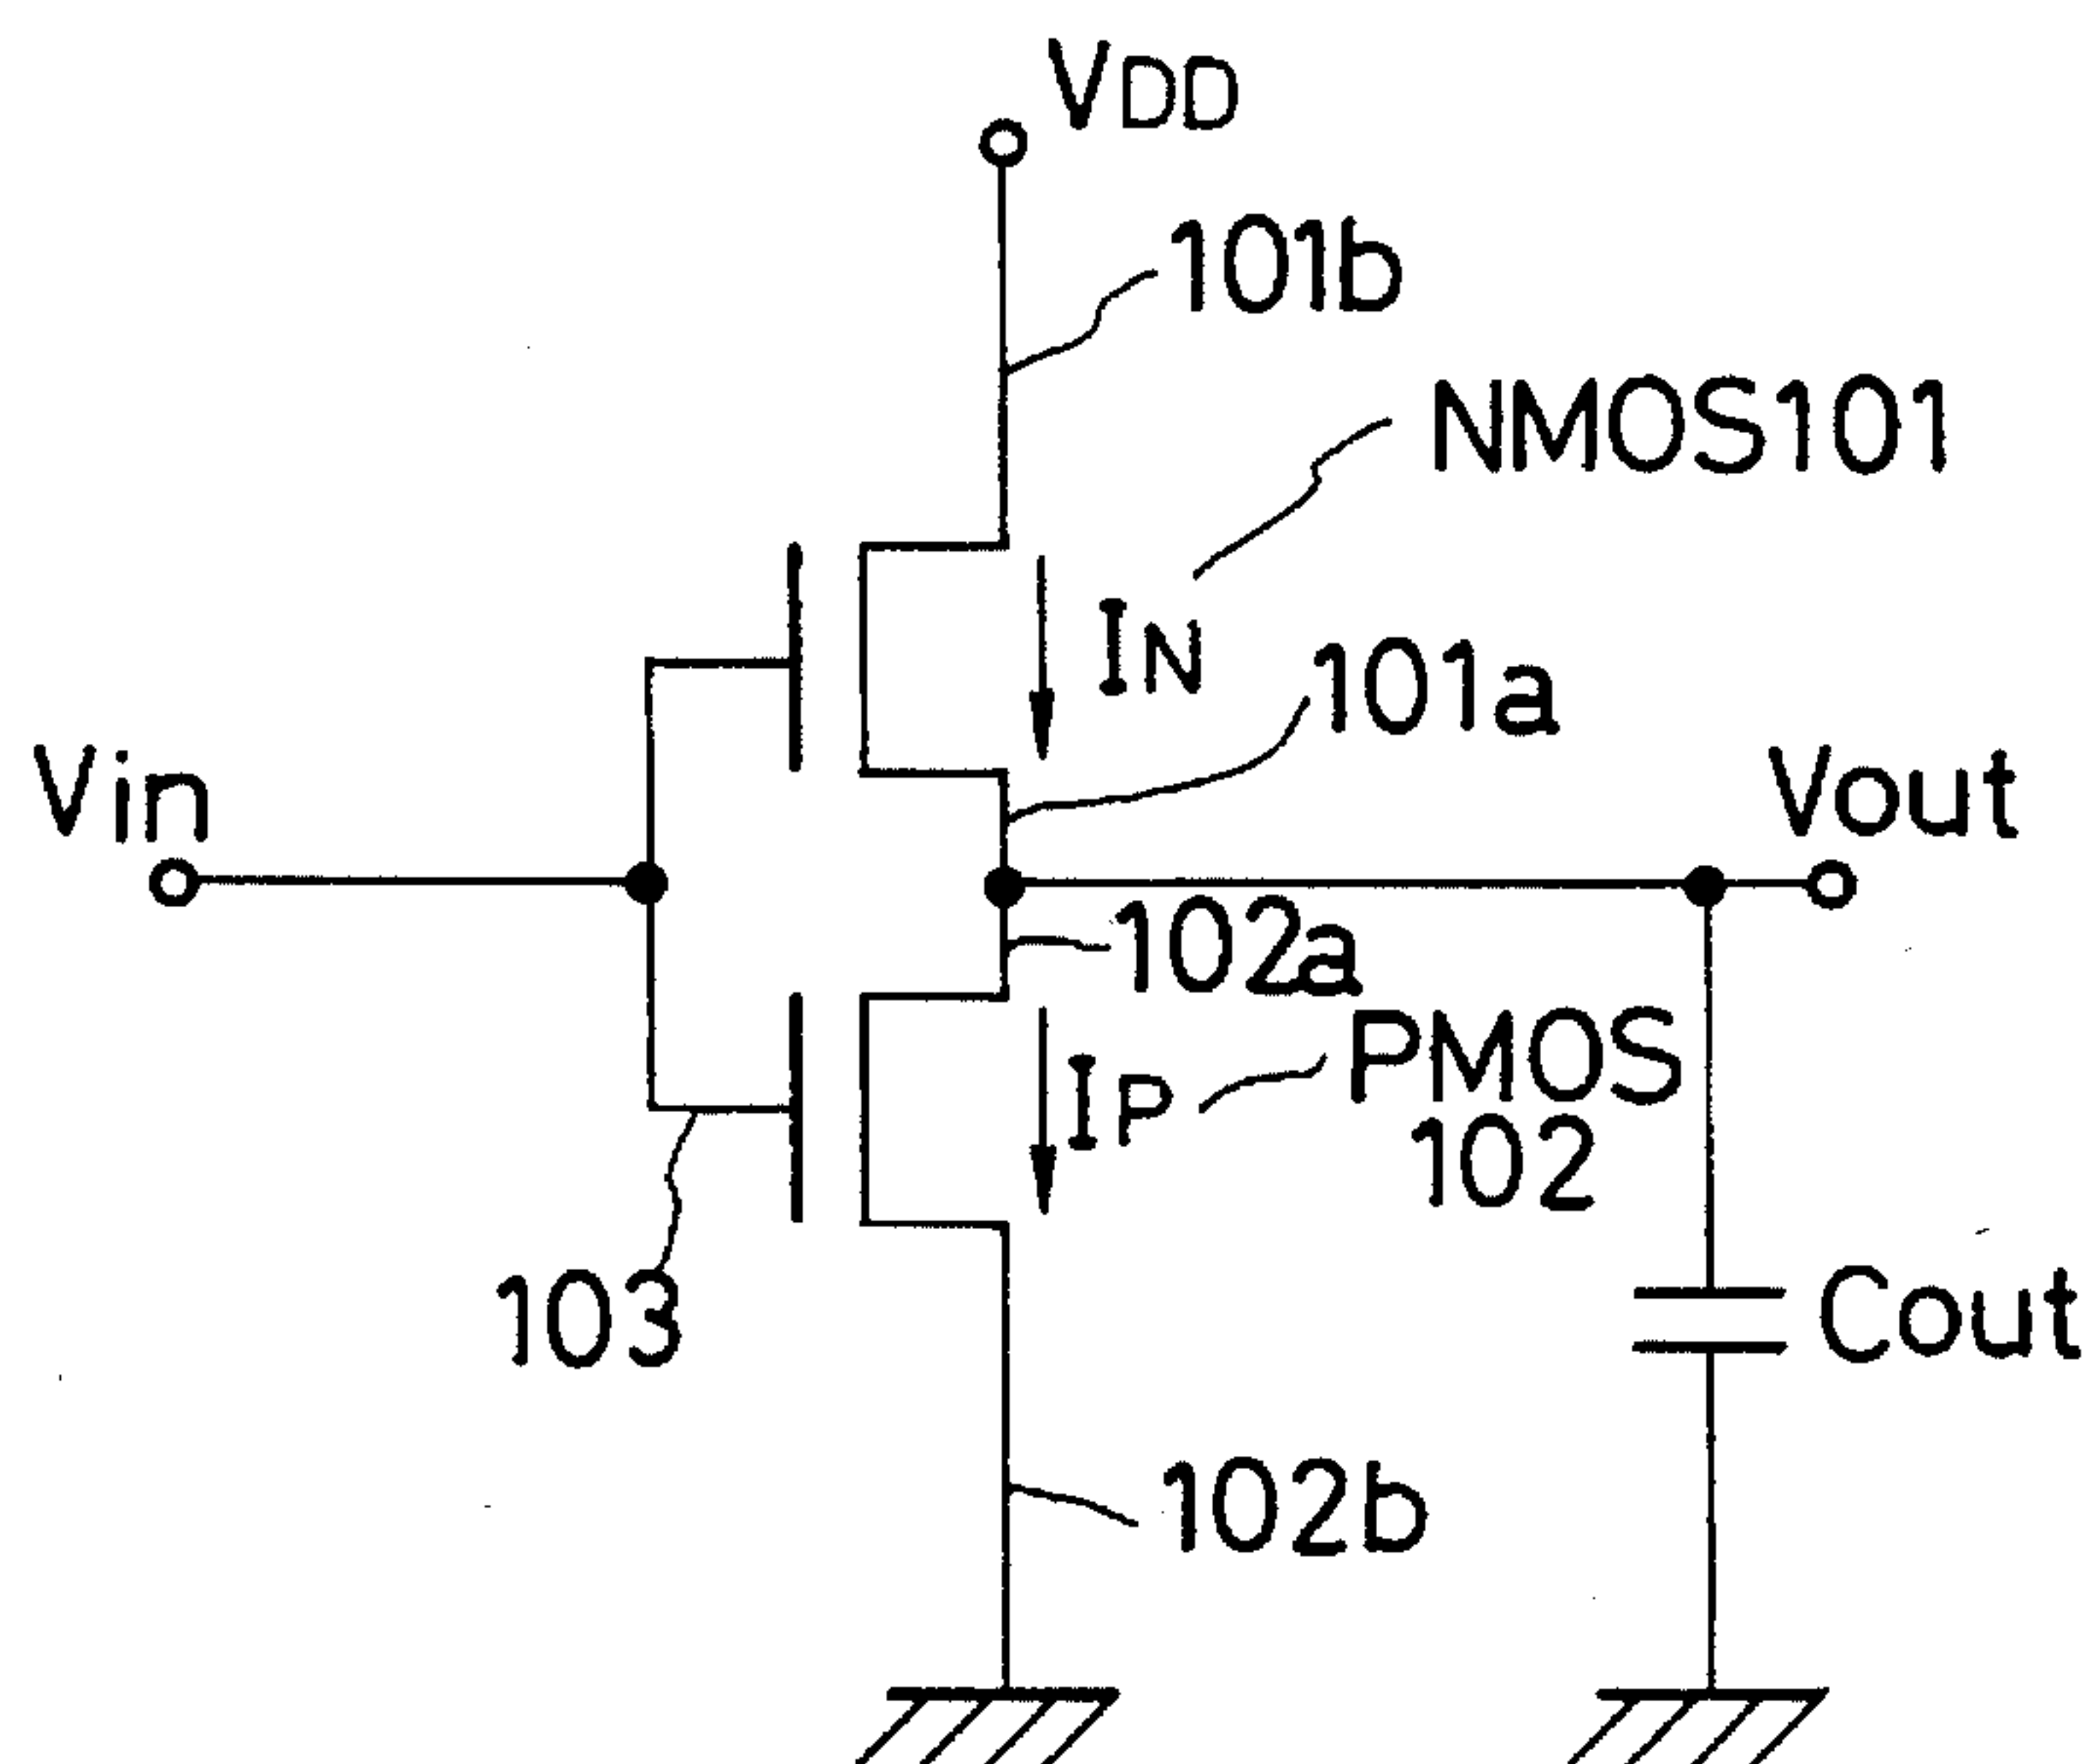 VDD
101b
NMOS101
IN
101a
Vin
Vout
102a
IP
PMOS
102
103
Cout
102b